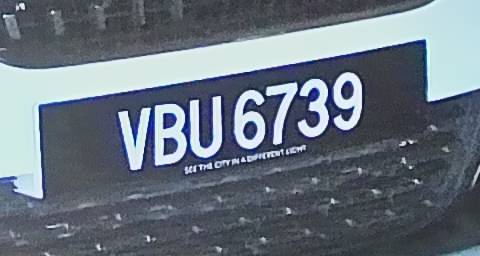 VBU 6739
SEE THE CITY IN A DIFFERENT LIGHT